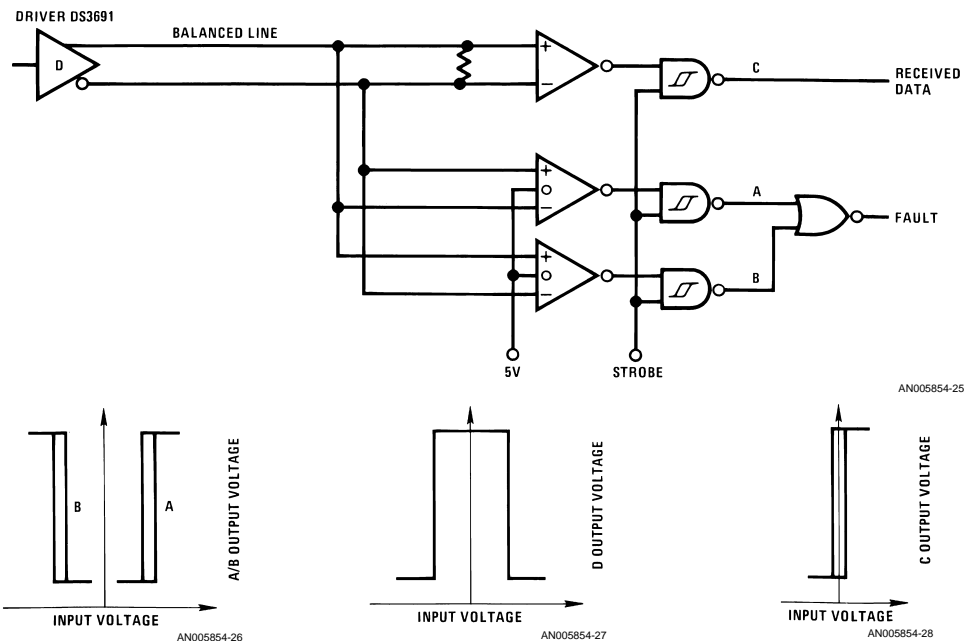 DRIVER DS3691
BALANCED LINE
D
+
−
C
RECEIVED
DATA
+
−
A
FAULT
+
−
B
5V
STROBE
AN005854-25
B
A
A/B OUTPUT VOLTAGE
INPUT VOLTAGE
AN005854-26
D OUTPUT VOLTAGE
INPUT VOLTAGE
AN005854-27
C OUTPUT VOLTAGE
INPUT VOLTAGE
AN005854-28